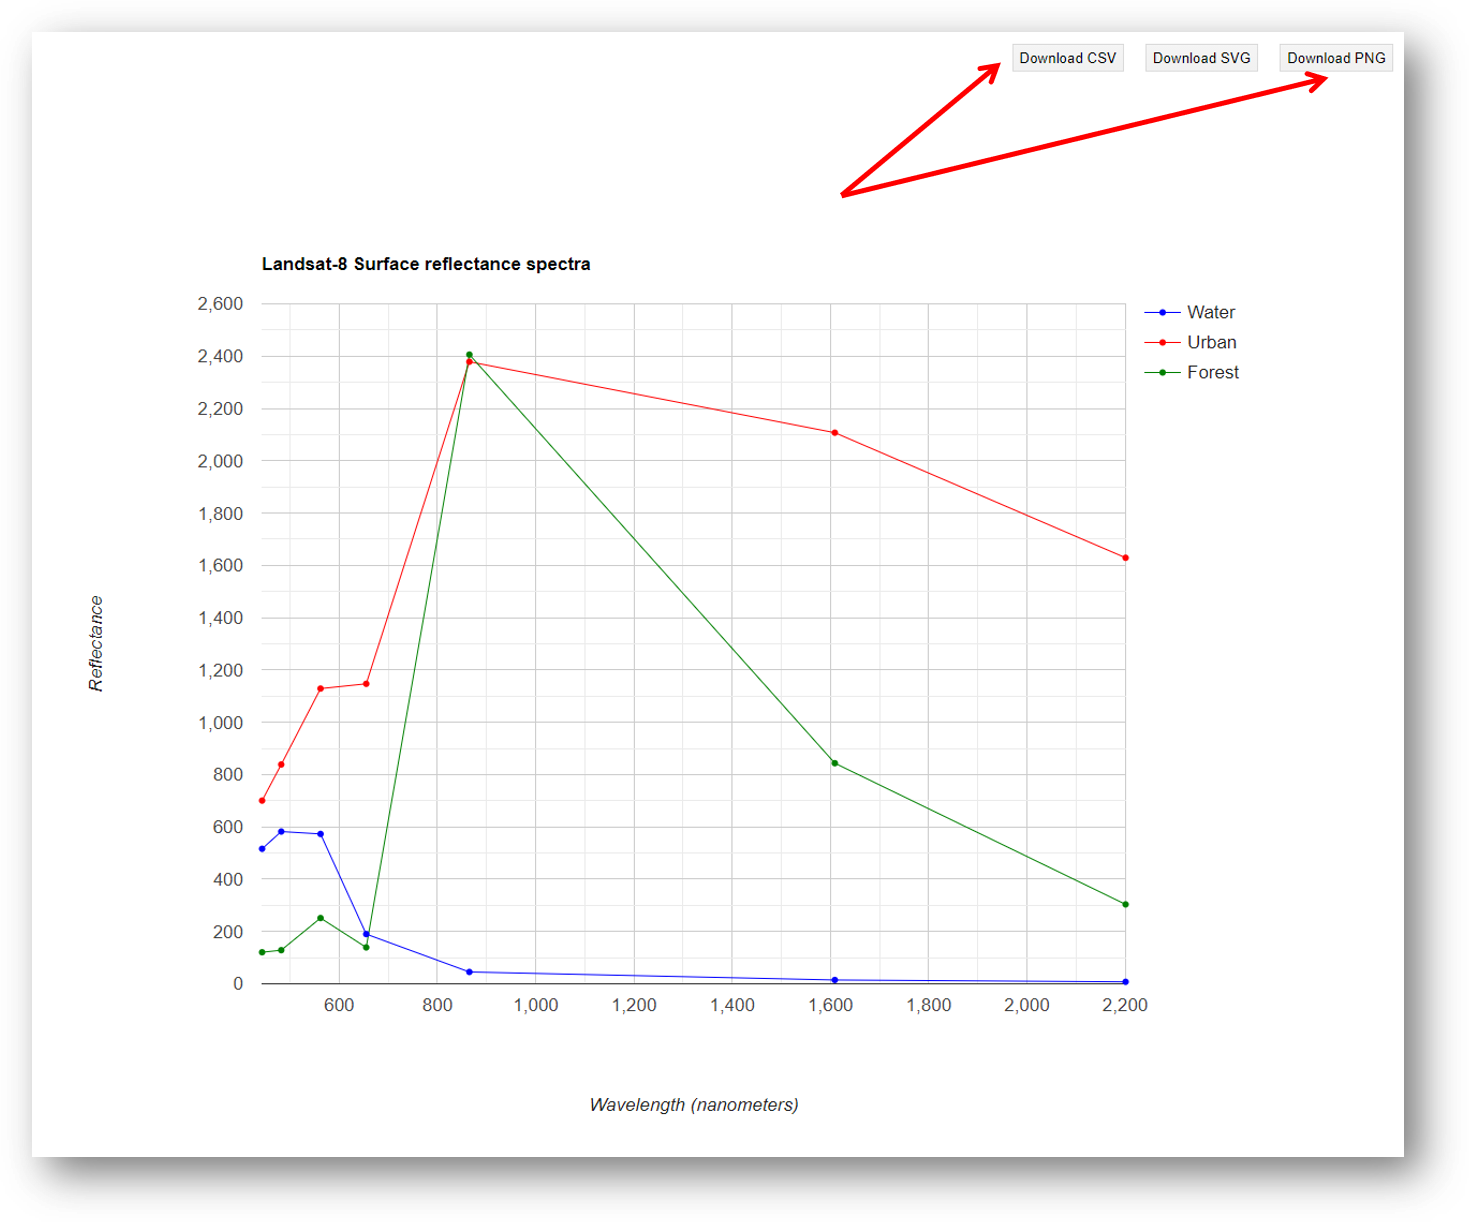 Download CSV Download SVG Download PNG
Landsat-8 Surface reflectance spectra
2,600
2,400
2,200
2,000
1,800
1,600
1,400
1,200
1,000
800
600
400
200
0
Water
Urban
Forest
Reflectance
600 800 1,000 1,200 1,400 1,600 1,800 2,000 2,200
Wavelength (nanometers)